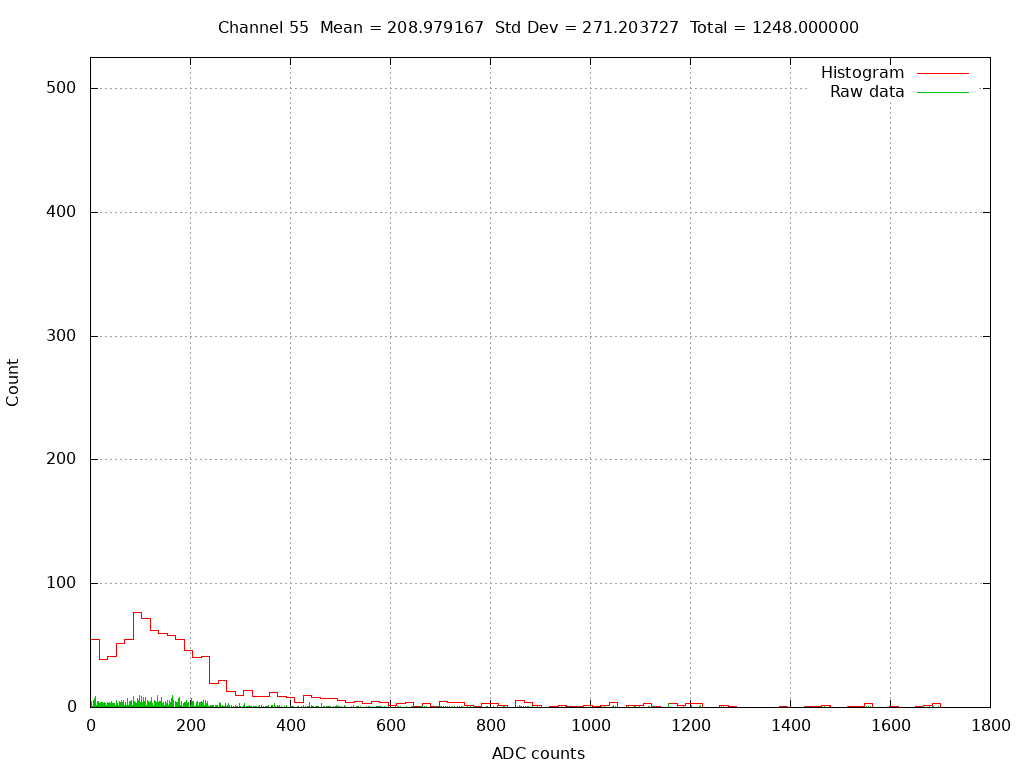 Channel 55  Mean = 208.979167  Std Dev = 271.203727  Total = 1248.000000
Histogram
Raw data
500
400
300
200
100
0
Count
0 200 400 600 800 1000 1200 1400 1600 1800
ADC counts